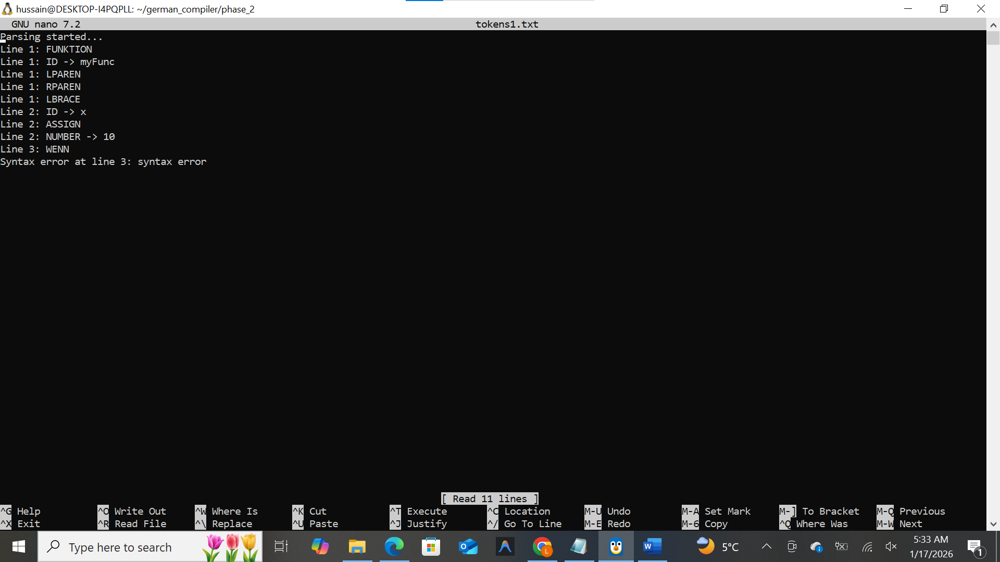 hussain@DESKTOP-I4PQPLL: ~/german_compiler/phase_2
GNU nano 7.2 tokens1.txt
Parsing started...
Line 1: FUNKTION
Line 1: ID -> myFunc
Line 1: LPAREN
Line 1: RPAREN
Line 1: LBRACE
Line 2: ID -> x
Line 2: ASSIGN
Line 2: NUMBER -> 10
Line 3: WENN
Syntax error at line 3: syntax error
[ Read 11 lines ]
^G Help ^O Write Out ^W Where Is ^K Cut ^T Execute ^C Location M-U Undo M-A Set Mark M-] To Bracket M-Q Previous
^X Exit ^R Read File ^\ Replace ^U Paste ^J Justify ^/ Go To Line M-E Redo M-6 Copy ^Q Where Was M-W Next
Type here to search L W 5°C 5:33 AM
1/17/2026 1